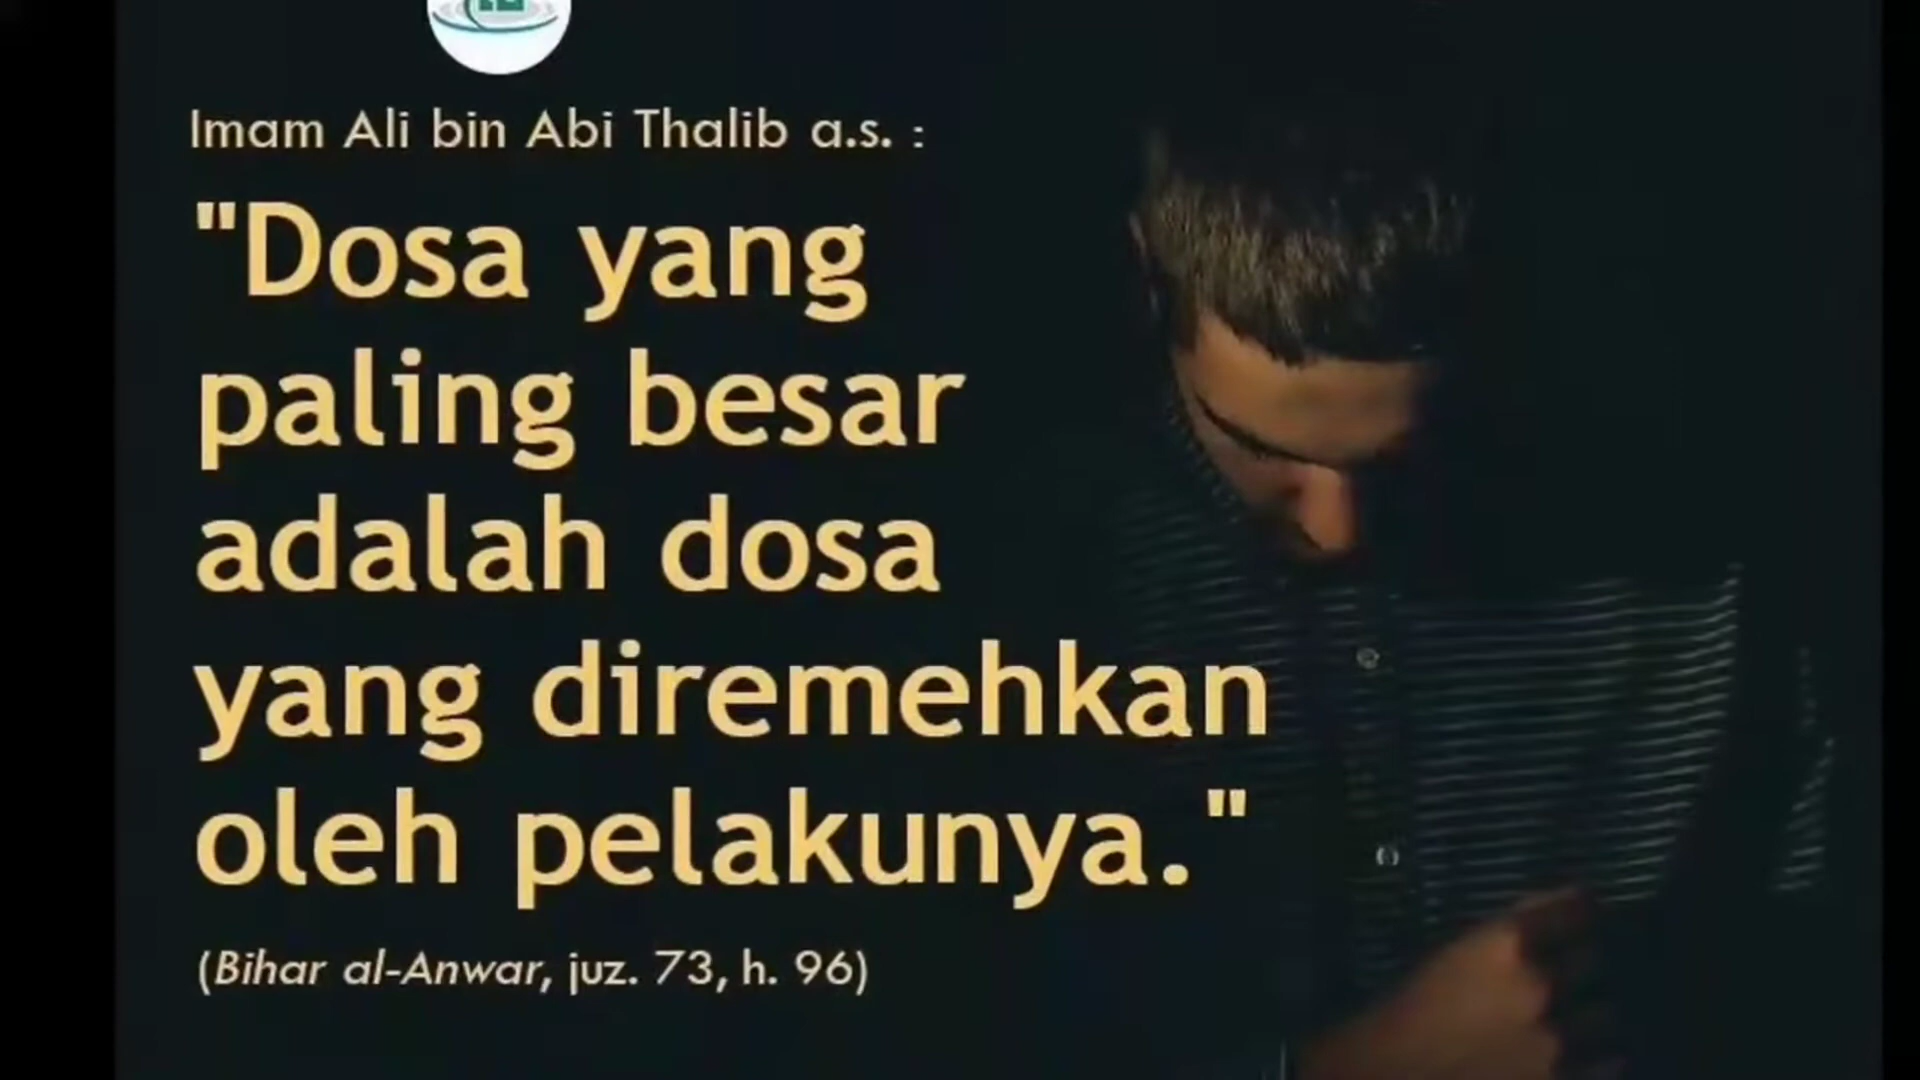 Imam Ali bin Abi Thalib a.s. :
"Dosa yang
paling besar
adalah dosa
yang diremehkan
oleh pelakunya."
(Bihar al-Anwar, juz. 73, h. 96)